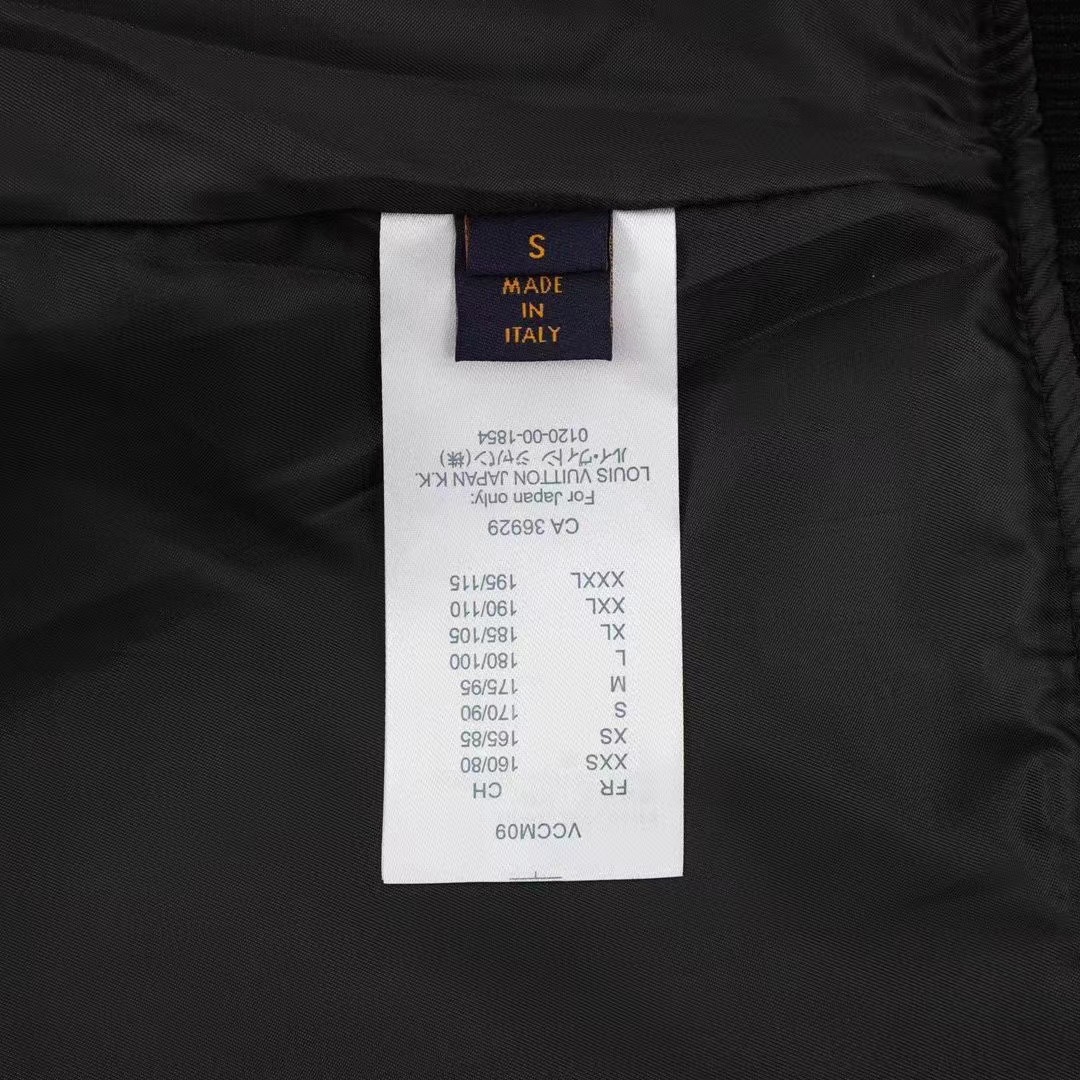 S
MADE
IN
ITALY
VCCM09
FR CH
XXS 160/80
XS 165/85
S 170/90
M 175/95
L 180/100
XL 185/105
XXL 190/110
XXXL 195/115
CA 36929
For Japan only:
LOUIS VUITTON JAPAN K.K.
ルイ・ヴィトン ジャパン(株)
0120-00-1854